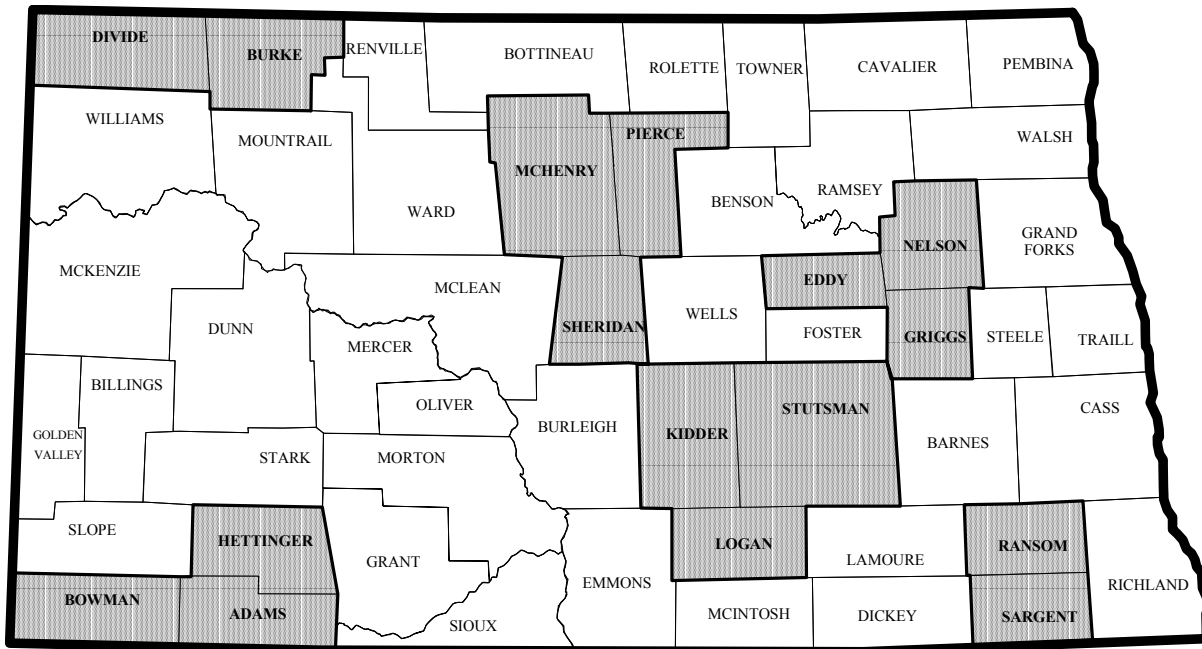 DIVIDE
BURKE
RENVILLE
BOTTINEAU
ROLETTE
TOWNER
CAVALIER
PEMBINA
WILLIAMS
MOUNTRAIL
MCHENRY
PIERCE
WALSH
WARD
BENSON
RAMSEY
NELSON
GRAND
FORKS
MCKENZIE
MCLEAN
EDDY
DUNN
SHERIDAN
WELLS
FOSTER
GRIGGS
STEELE
TRAILL
MERCER
BILLINGS
OLIVER
STUTSMAN
CASS
GOLDEN
VALLEY
STARK
MORTON
BURLEIGH
KIDDER
BARNES
SLOPE
HETTINGER
GRANT
EMMONS
LOGAN
LAMOURE
RANSOM
RICHLAND
BOWMAN
ADAMS
SIOUX
MCINTOSH
DICKEY
SARGENT